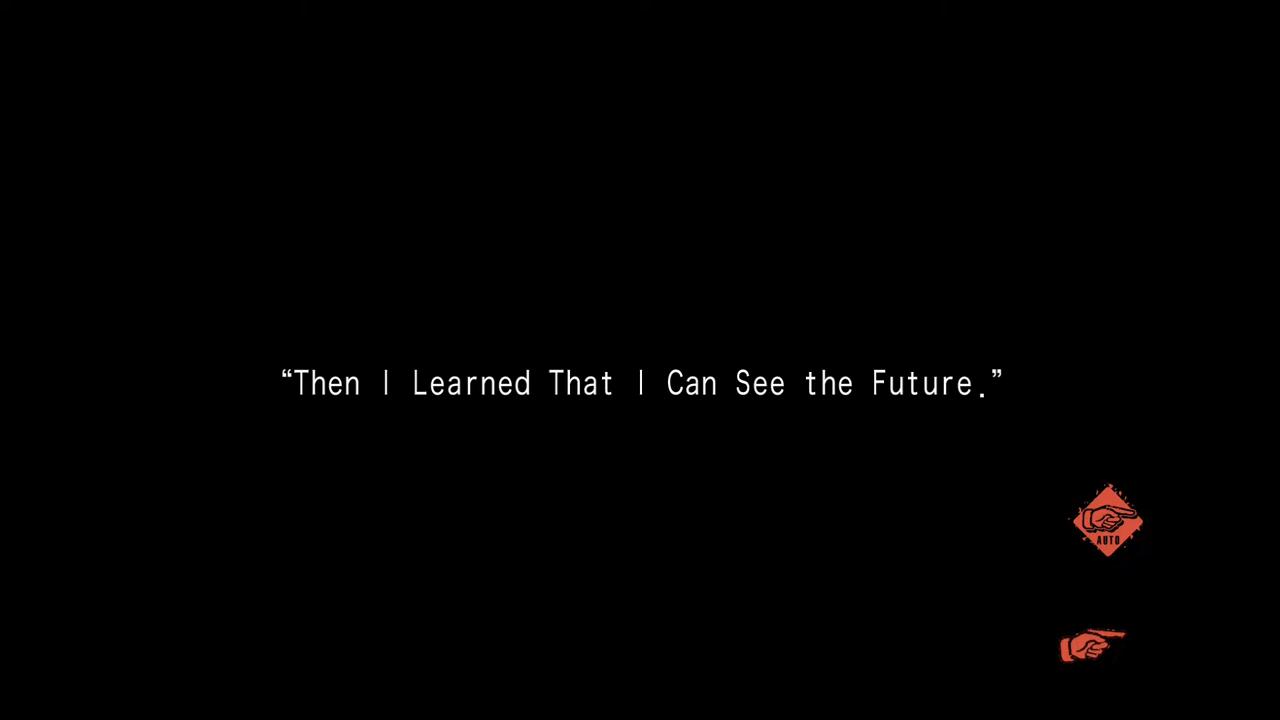 “Then I Learned That I Can See the Future.”
AUTO